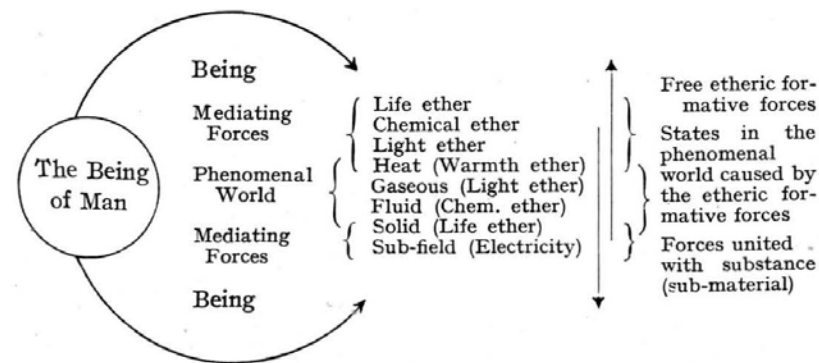 The Being
of Man
Being
Mediating
Forces
Phenomenal
World
Mediating
Forces
Being
Life ether
Chemical ether
Light ether
Heat (Warmth ether)
Gaseous (Light ether)
Fluid (Chem. ether)
Solid (Life ether)
Sub-field (Electricity)
Free etheric for-
mative forces
States in the
phenomenal
world caused by
the etheric for-
mative forces
Forces united
with substance
(sub-material)